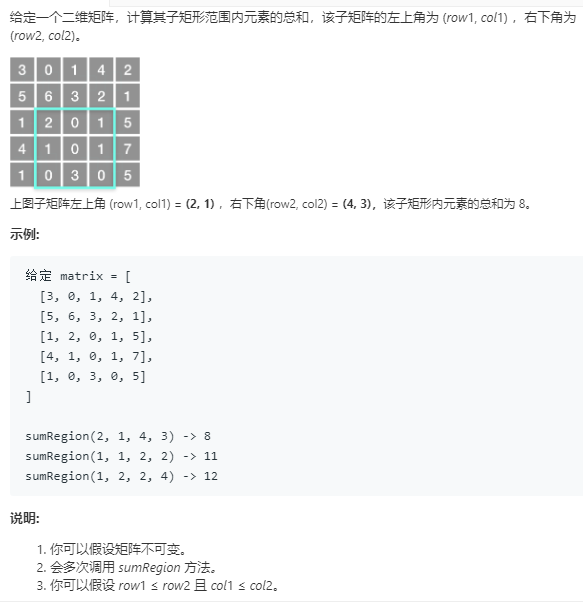 给定一个二维矩阵，计算其子矩形范围内元素的总和，该子矩阵的左上角为 (row1, col1) ，右下角为
(row2, col2)。
3 0 1 4 2
5 6 3 2 1
1 2 0 1 5
4 1 0 1 7
1 0 3 0 5
上图子矩阵左上角 (row1, col1) = (2, 1) ，右下角(row2, col2) = (4, 3)，该子矩形内元素的总和为 8。
示例:
给定 matrix = [
[3, 0, 1, 4, 2],
[5, 6, 3, 2, 1],
[1, 2, 0, 1, 5],
[4, 1, 0, 1, 7],
[1, 0, 3, 0, 5]
]
sumRegion(2, 1, 4, 3) -> 8
sumRegion(1, 1, 2, 2) -> 11
sumRegion(1, 2, 2, 4) -> 12
说明:
1. 你可以假设矩阵不可变。
2. 会多次调用 sumRegion 方法。
3. 你可以假设 row1 ≤ row2 且 col1 ≤ col2。